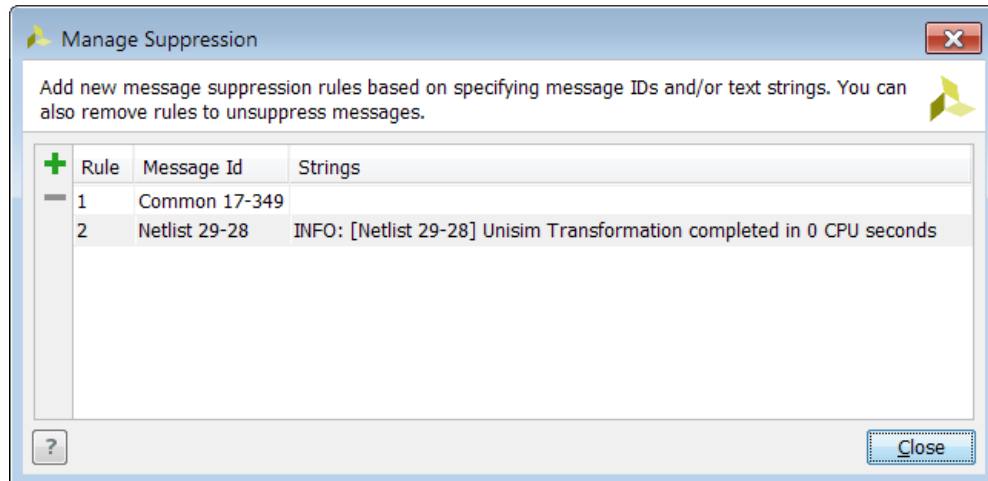 Manage Suppression
Add new message suppression rules based on specifying message IDs and/or text strings. You can
also remove rules to unsuppress messages.
Rule Message Id Strings
1 Common 17-349
2 Netlist 29-28 INFO: [Netlist 29-28] Unisim Transformation completed in 0 CPU seconds
?
Close